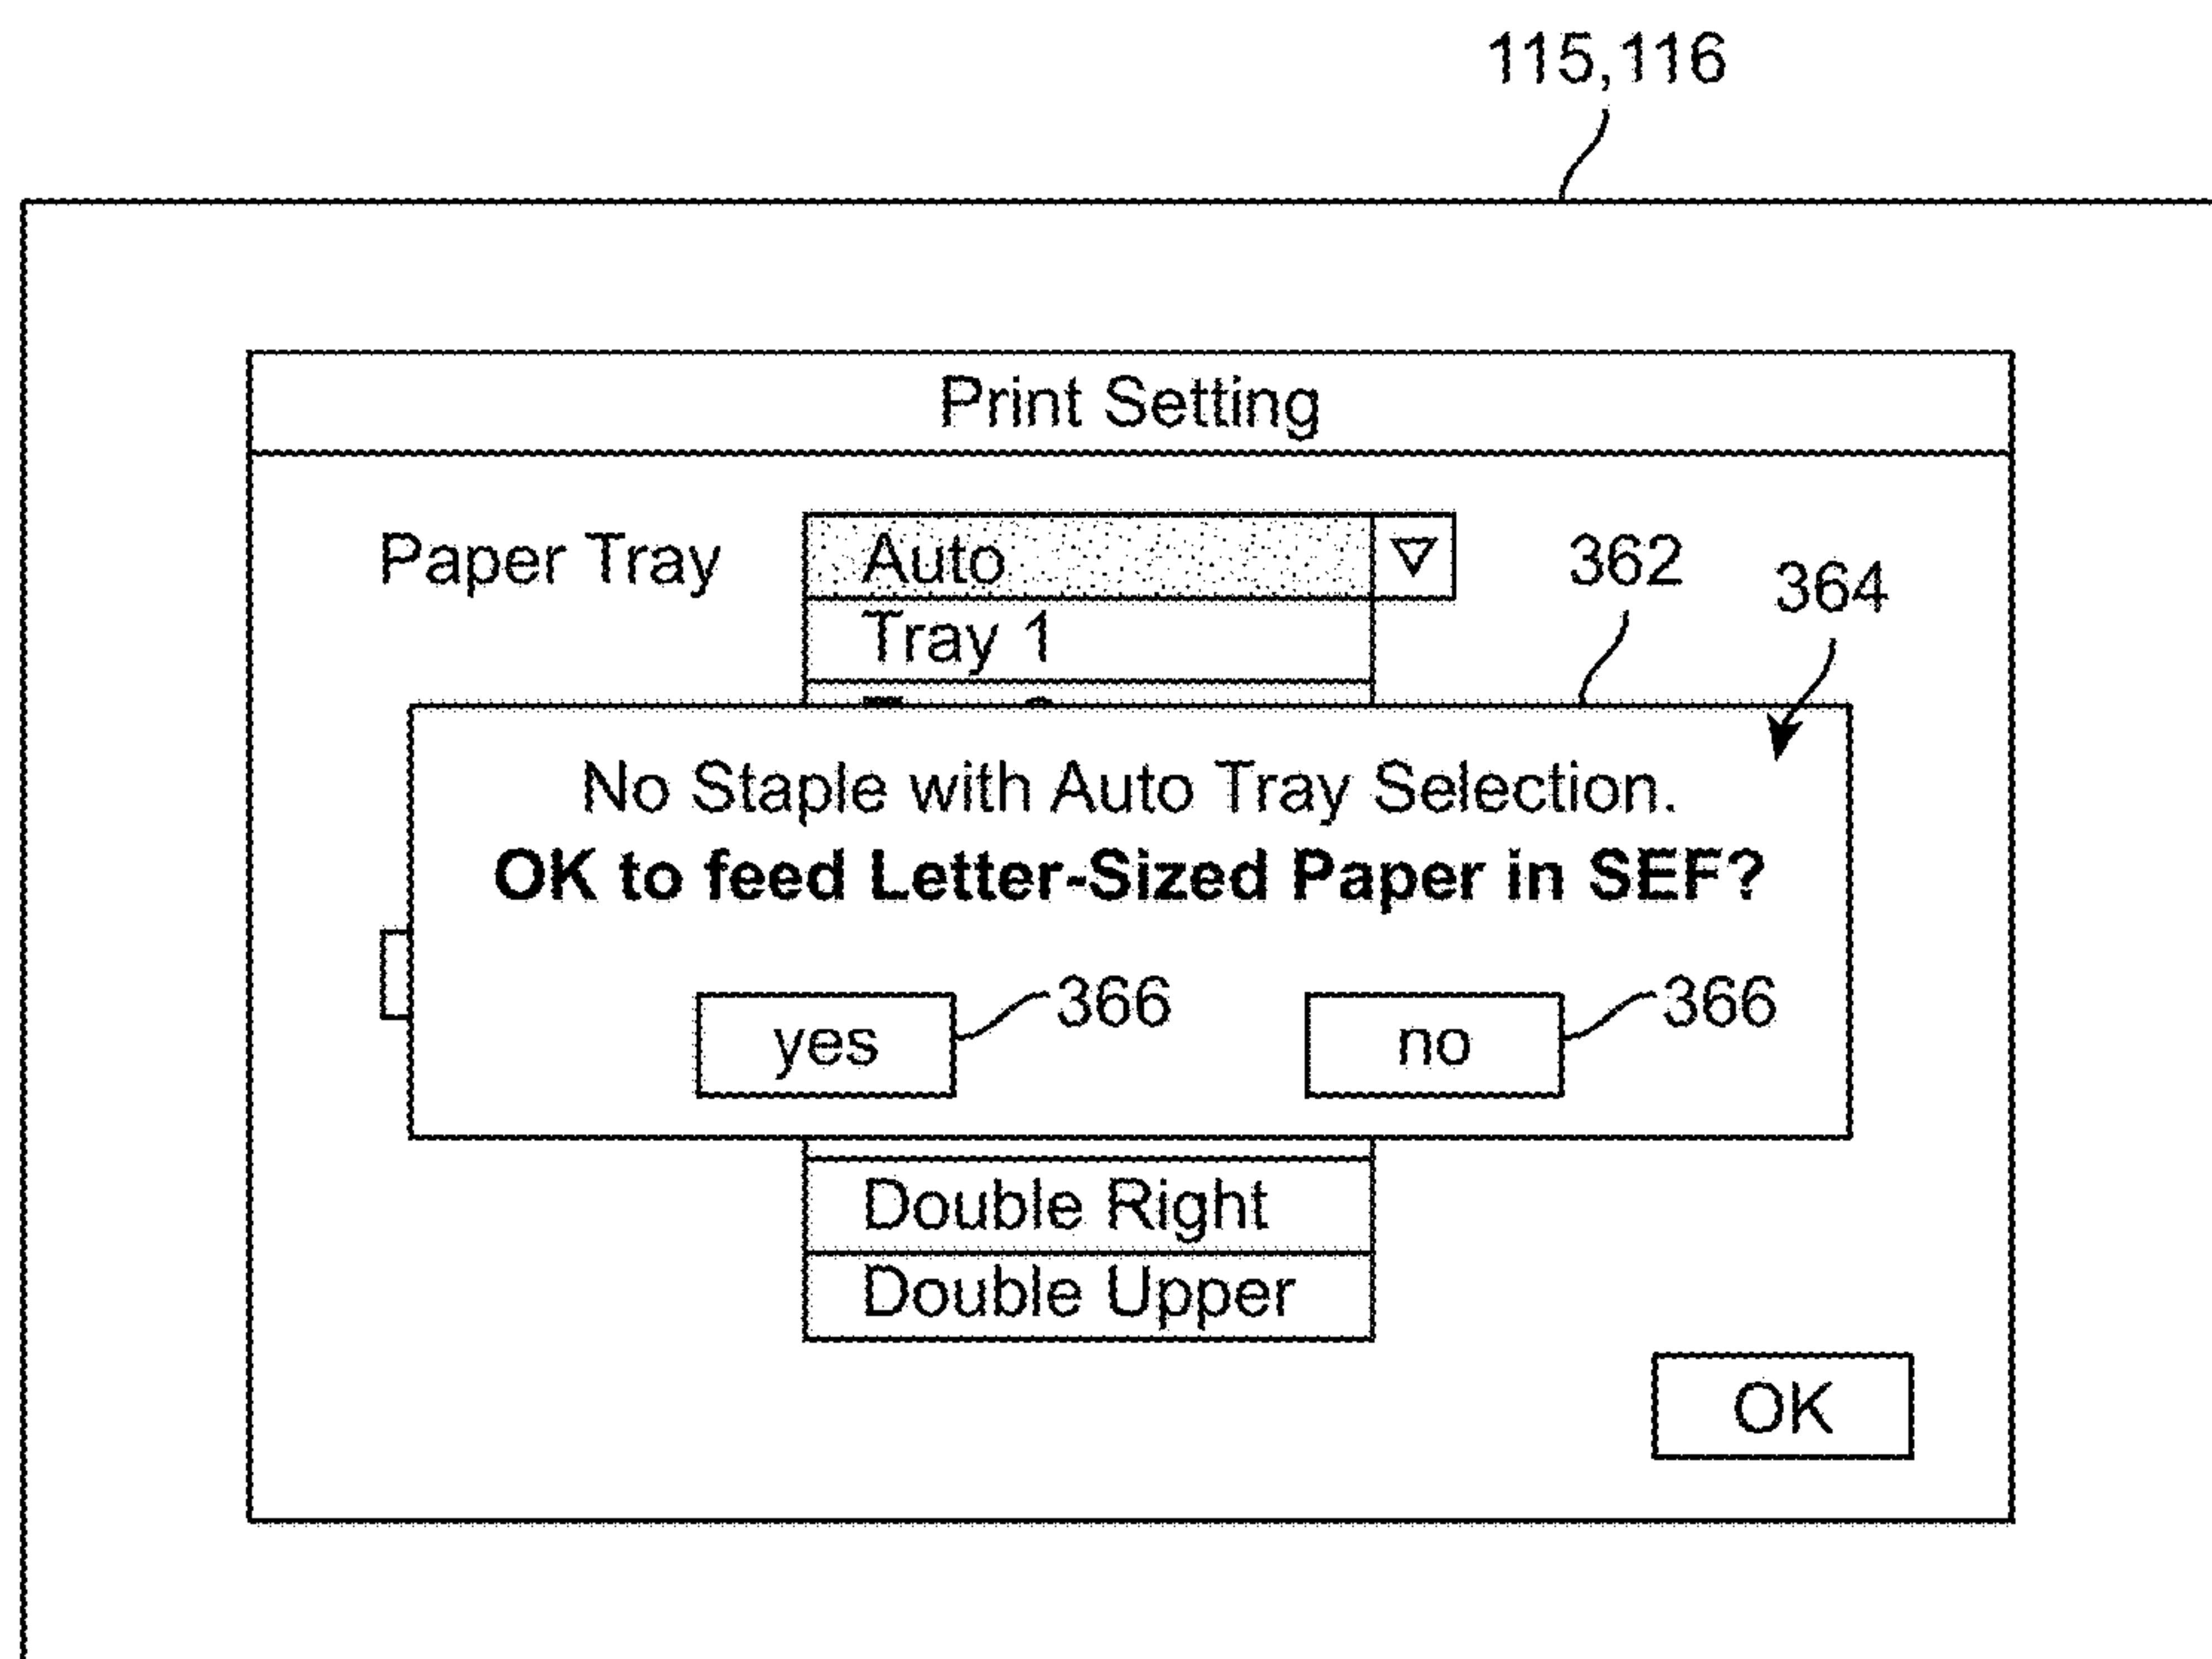 115,116
Print Setting
Paper Tray
Auto
362
364
Tray 1
No Staple with Auto Tray Selection.
OK to feed Letter-Sized Paper in SEF?
yes
366
no
366
Double Right
Double Upper
OK